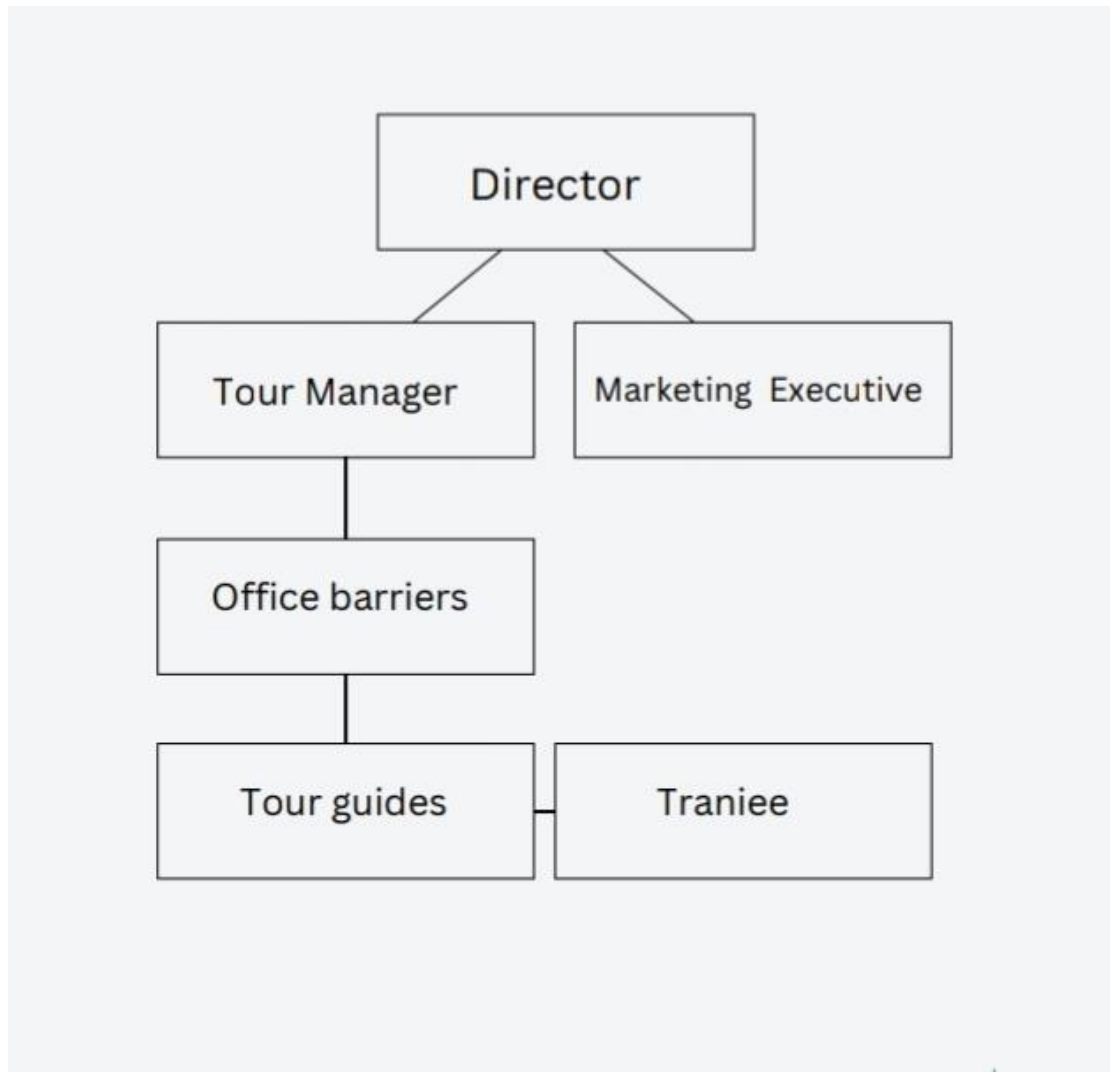 Director
Tour Manager
Marketing Executive
Office barriers
Tour guides
Traniee